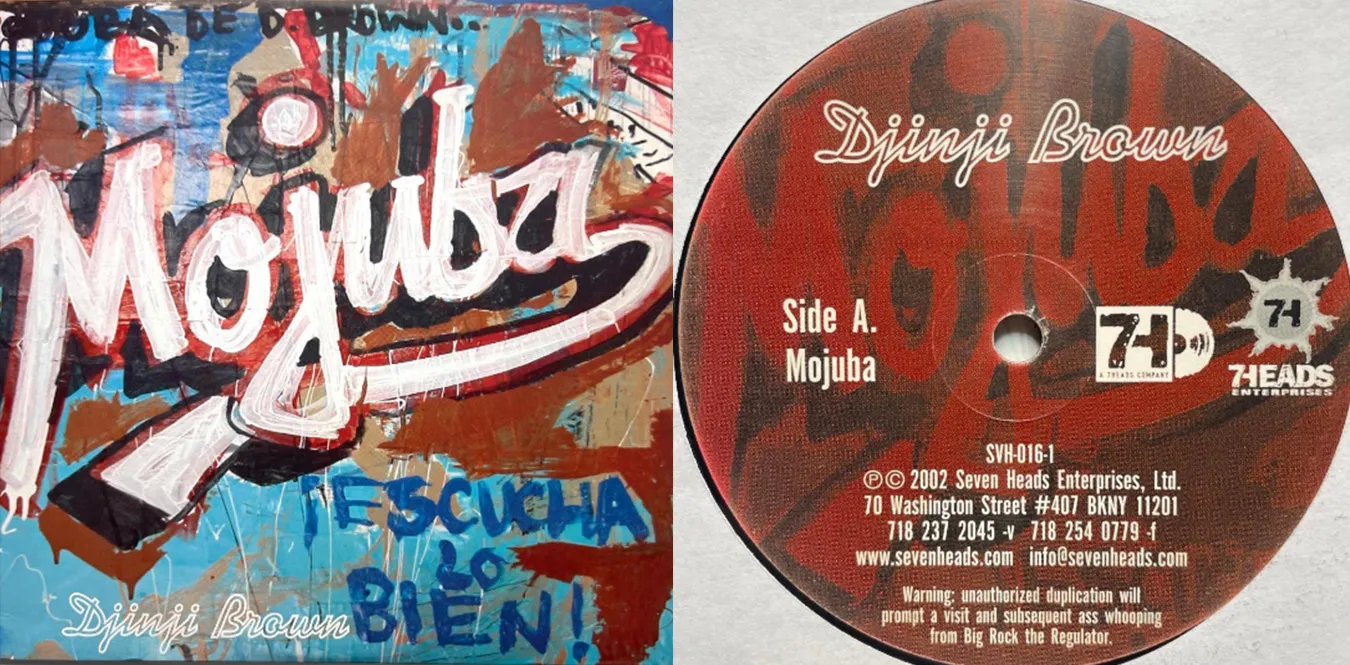 DE D. BROWN...
Mojuba
¡ESCUCHA
LO
BIEN!
Djinji Brown
Djinji Brown
Side A.
Mojuba
7H
A 7HEADS COMPANY
7H
7HEADS
ENTERPRISES
SVH-016-1
℗© 2002 Seven Heads Enterprises, Ltd.
70 Washington Street #407 BKNY 11201
718 237 2045 -v 718 254 0779 -f
www.sevenheads.com info@sevenheads.com
Warning: unauthorized duplication will
prompt a visit and subsequent ass whooping
from Big Rock the Regulator.